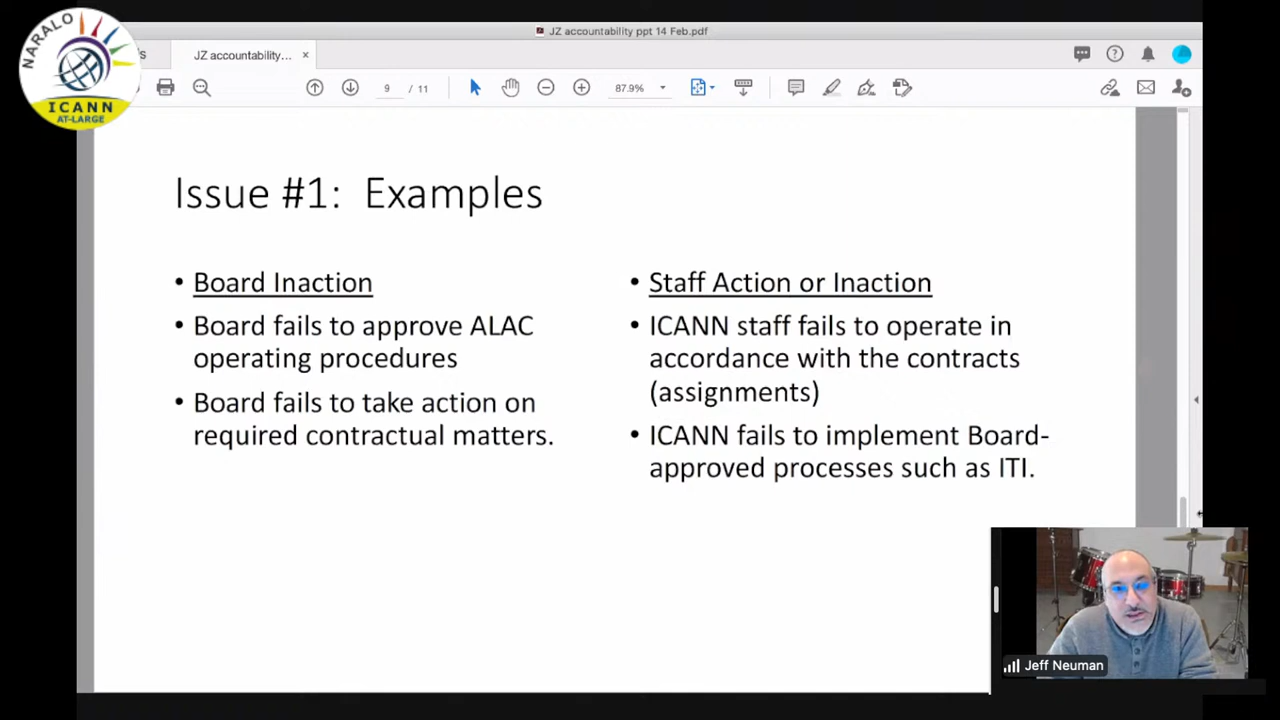 JZ accountability ppt 14 Feb.pdf
NARALO
ICANN
AT-LARGE
JZ accountability... ×
9 / 11
87.9%
Issue #1: Examples
• Board Inaction
• Board fails to approve ALAC
operating procedures
• Board fails to take action on
required contractual matters.
• Staff Action or Inaction
• ICANN staff fails to operate in
accordance with the contracts
(assignments)
• ICANN fails to implement Board-
approved processes such as ITI.
Jeff Neuman